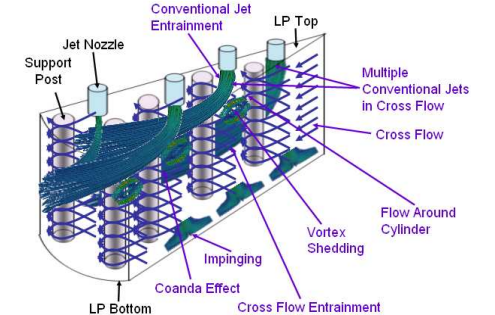 Conventional Jet
Entrainment
LP Top
Jet Nozzle
Support
Post
Multiple
Conventional Jets
in Cross Flow
Cross Flow
Flow Around
Cylinder
Vortex
Shedding
Impinging
Coanda Effect
LP Bottom
Cross Flow Entrainment